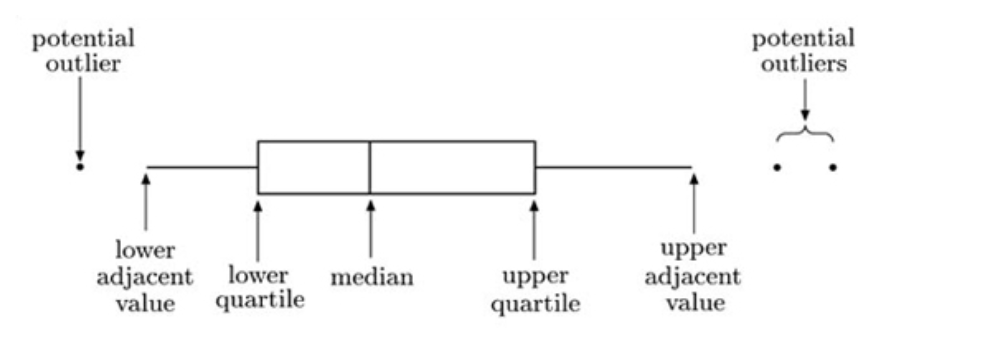 potential
outlier
potential
outliers
lower
adjacent
value
lower
quartile
median
upper
quartile
upper
adjacent
value